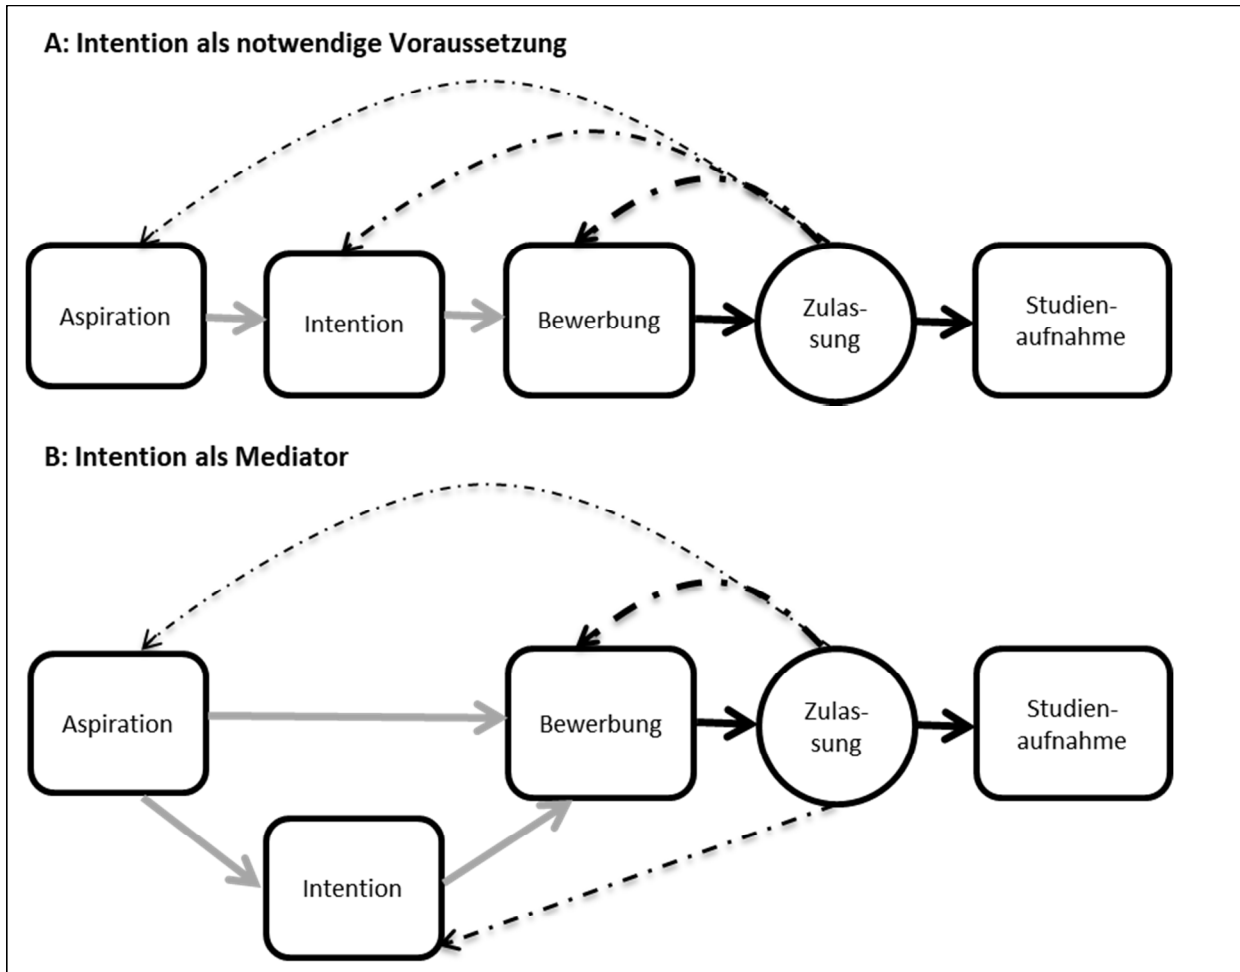 A: Intention als notwendige Voraussetzung
Aspiration
Intention
Bewerbung
Zulas-
sung
Studien-
aufnahme
B: Intention als Mediator
Aspiration
Bewerbung
Zulas-
sung
Studien-
aufnahme
Intention